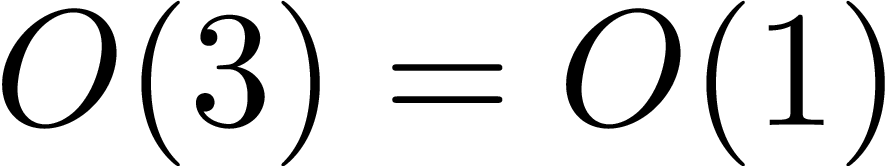 O(3) = O(1)